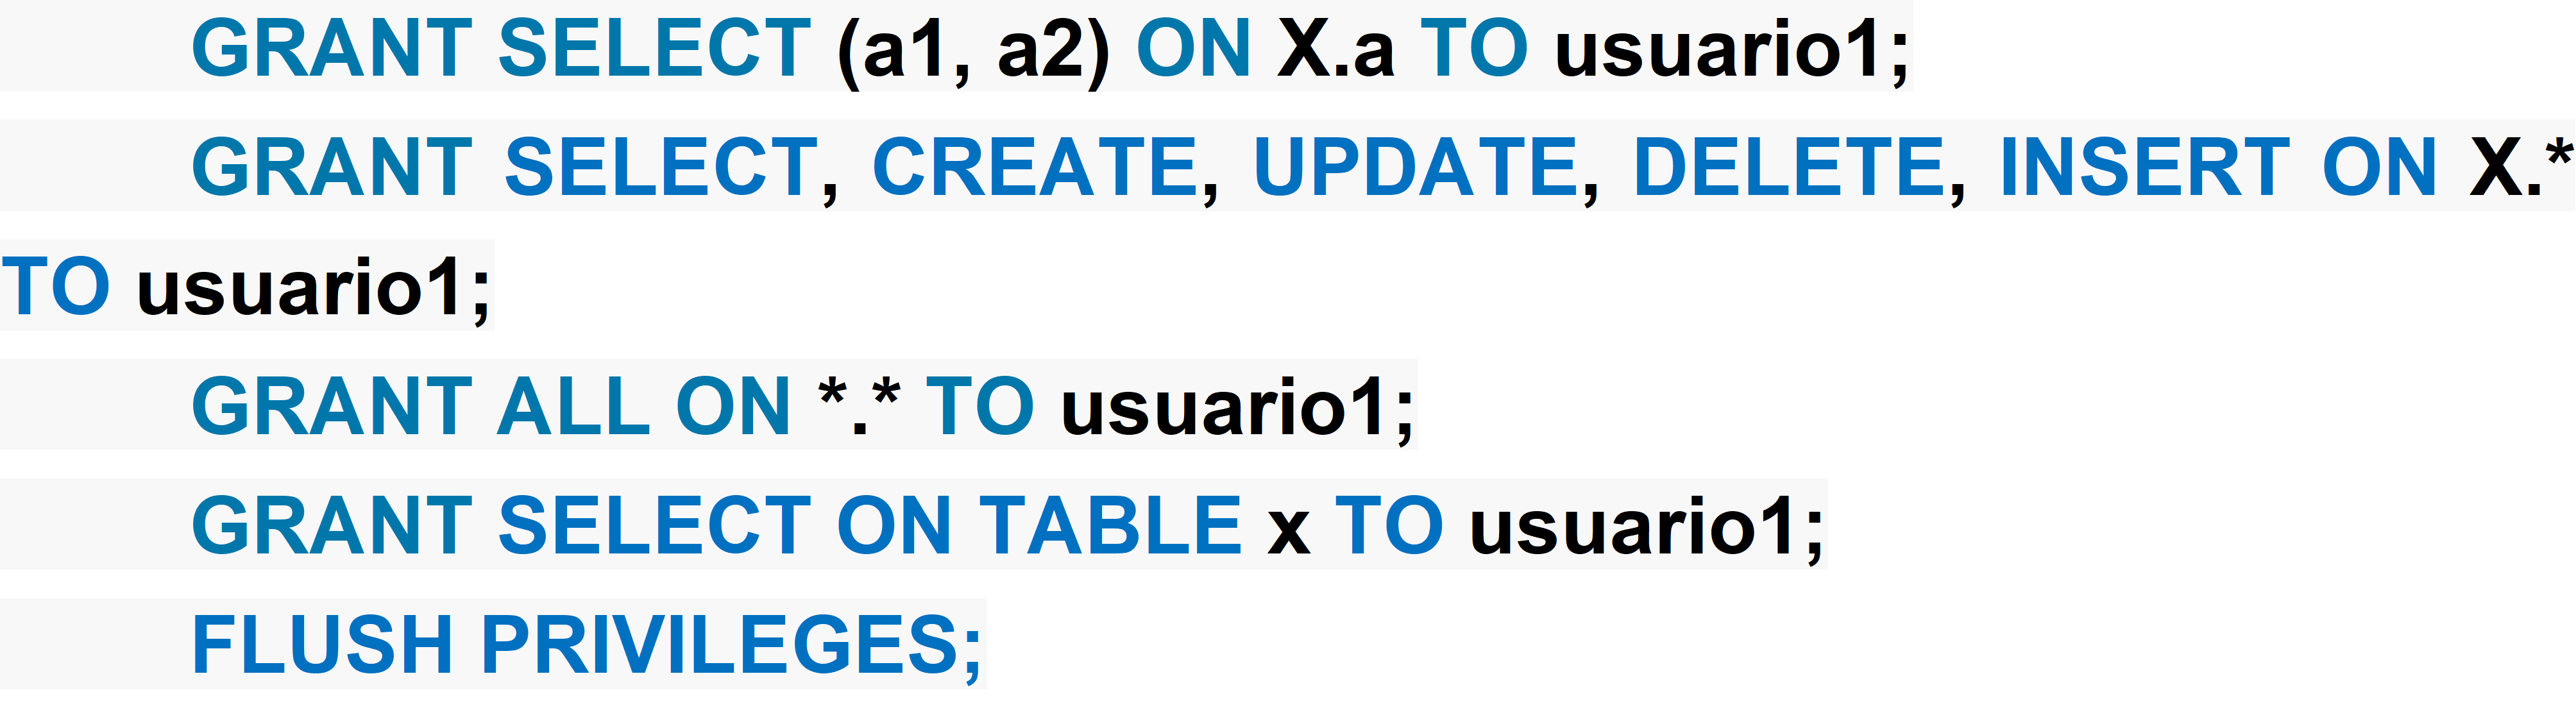 GRANT SELECT (a1, a2) ON X.a TO usuario1;
GRANT SELECT, CREATE, UPDATE, DELETE, INSERT ON X.*
TO usuario1;
GRANT ALL ON *.* TO usuario1;
GRANT SELECT ON TABLE x TO usuario1;
FLUSH PRIVILEGES;